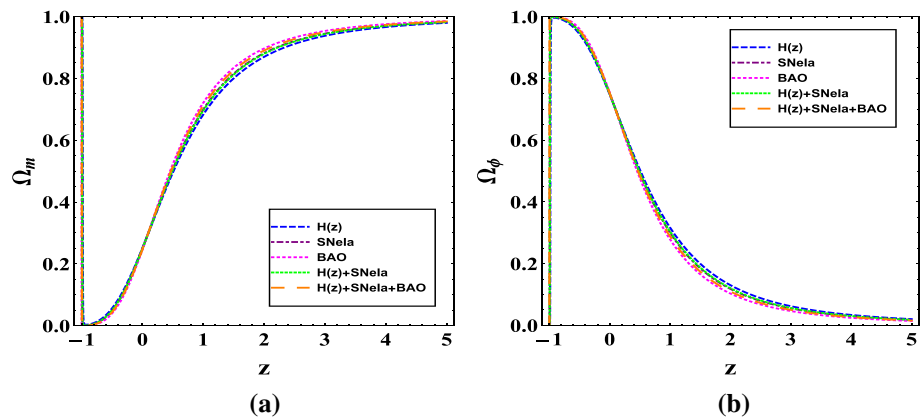 1.0
0.8
0.6
0.4
0.2
0.0
Ωm
H(z)
SNeIa
BAO
H(z)+SNeIa
H(z)+SNeIa+BAO
−1 0 1 2 3 4 5
z
(a)
1.0
0.8
0.6
0.4
0.2
0.0
Ωϕ
H(z)
SNeIa
BAO
H(z)+SNeIa
H(z)+SNeIa+BAO
−1 0 1 2 3 4 5
z
(b)